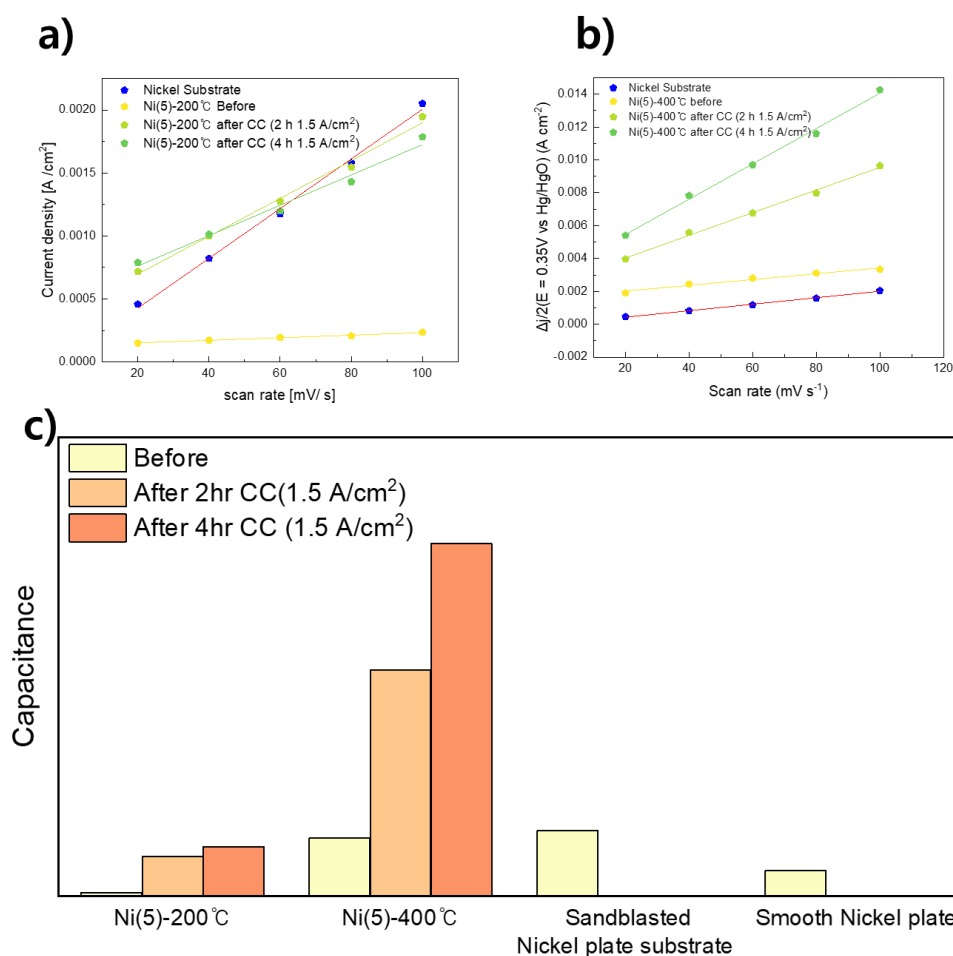 a)
Nickel Substrate
Ni(5)-200℃ Before
Ni(5)-200℃ after CC (2 h 1.5 A/cm²)
Ni(5)-200℃ after CC (4 h 1.5 A/cm²)
Current density [A /cm²]
0.0020
0.0015
0.0010
0.0005
0.0000
20 40 60 80 100
scan rate [mV/ s]
b)
Nickel Substrate
Ni(5)-400℃ before
Ni(5)-400℃ after CC (2 h 1.5 A/cm²)
Ni(5)-400℃ after CC (4 h 1.5 A/cm²)
Δj/2(E = 0.35V vs Hg/HgO) (A cm⁻²)
0.014
0.012
0.010
0.008
0.006
0.004
0.002
0.000
-0.002
20 40 60 80 100 120
Scan rate (mV s⁻¹)
c)
Before
After 2hr CC(1.5 A/cm²)
After 4hr CC (1.5 A/cm²)
Capacitance
Ni(5)-200℃ Ni(5)-400℃ Sandblasted Smooth Nickel plate
Nickel plate substrate